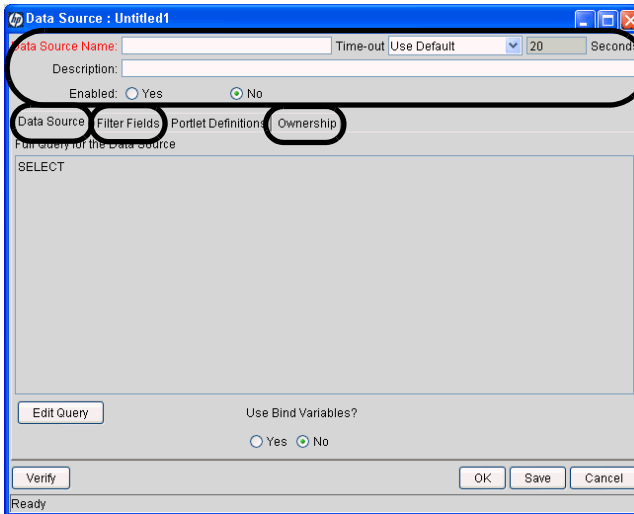 hp Data Source : Untitled1
Data Source Name: Time-out Use Default 20 Seconds
Description:
Enabled: Yes No
Data Source Filter Fields Portlet Definitions Ownership
Full Query for the Data Source
SELECT
Edit Query Use Bind Variables?
Yes No
Verify OK Save Cancel
Ready